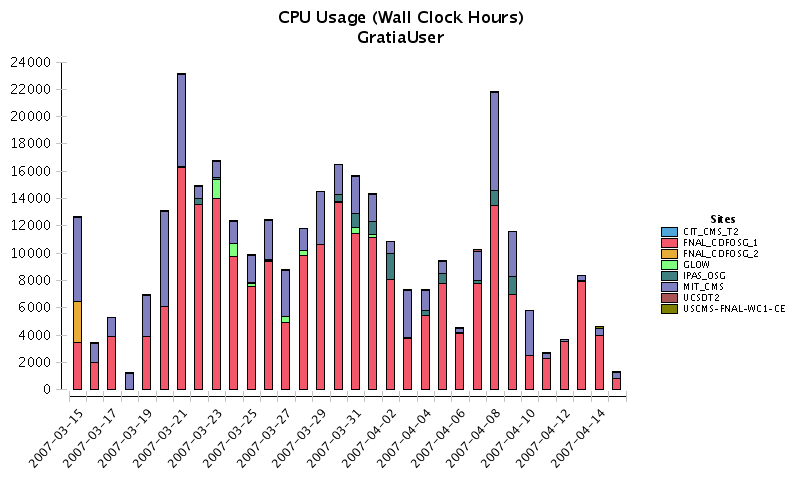 CPU Usage (Wall Clock Hours)
GratiaUser
24000
22000
20000
18000
16000
14000
12000
10000
8000
6000
4000
2000
0
2007-03-15
2007-03-17
2007-03-19
2007-03-21
2007-03-23
2007-03-25
2007-03-27
2007-03-29
2007-03-31
2007-04-02
2007-04-04
2007-04-06
2007-04-08
2007-04-10
2007-04-12
2007-04-14
Sites
CIT_CMS_T2
FNAL_CDFOSG_1
FNAL_CDFOSG_2
GLOW
IPAS_OSG
MIT_CMS
UCSDT2
USCMS-FNAL-WC1-CE